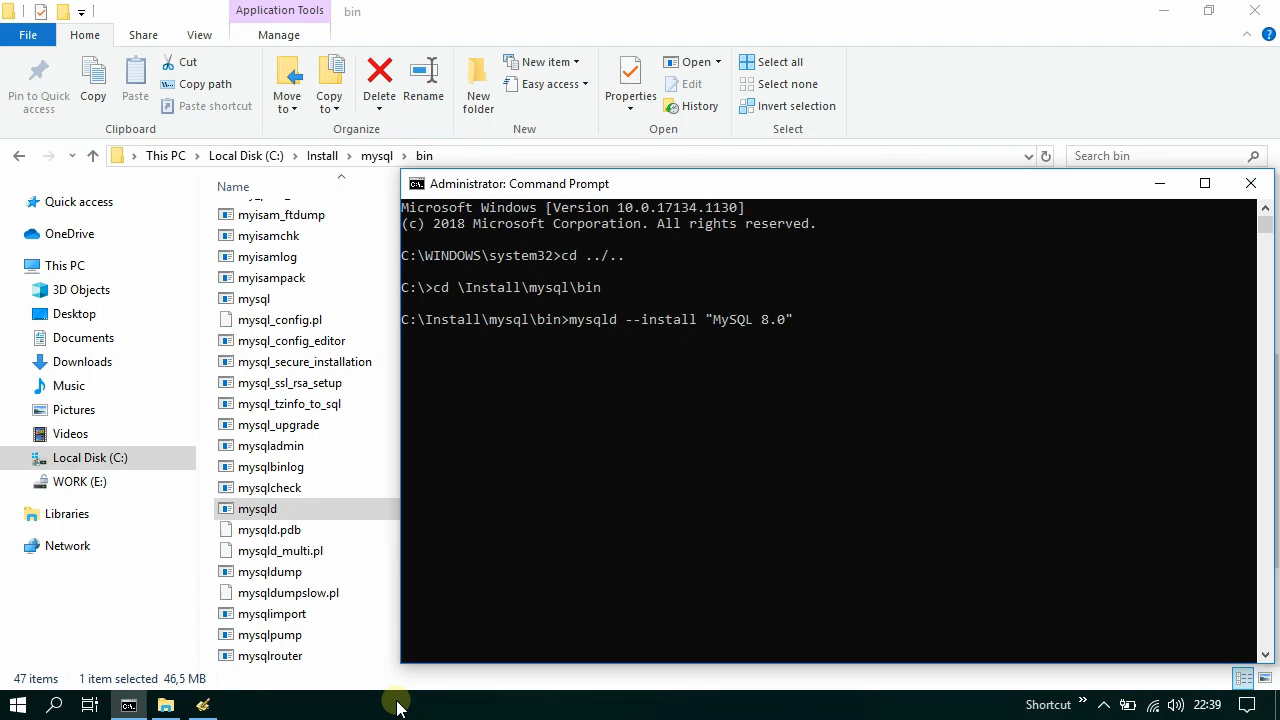 Application Tools
bin
File
Home
Share
View
Manage
Pin to Quick
access
Copy
Paste
Cut
Copy path
Paste shortcut
Clipboard
Move
to
Copy
to
Delete
Rename
Organize
New
folder
New item
Easy access
New
Properties
Open
Edit
History
Open
Select all
Select none
Invert selection
Select
This PC
Local Disk (C:)
Install
mysql
bin
Search bin
Quick access
OneDrive
This PC
3D Objects
Desktop
Documents
Downloads
Music
Pictures
Videos
Local Disk (C:)
WORK (E:)
Libraries
Network
Name
myisam_ftdump
myisamchk
myisamlog
myisampack
mysql
mysql_config.pl
mysql_config_editor
mysql_secure_installation
mysql_ssl_rsa_setup
mysql_tzinfo_to_sql
mysql_upgrade
mysqladmin
mysqlbinlog
mysqlcheck
mysqld
mysqld.pdb
mysqld_multi.pl
mysqldump
mysqldumpslow.pl
mysqlimport
mysqlpump
mysqlrouter
Administrator: Command Prompt
Microsoft Windows [Version 10.0.17134.1130]
(c) 2018 Microsoft Corporation. All rights reserved.
C:\WINDOWS\system32>cd ../..
C:\>cd \Install\mysql\bin
C:\Install\mysql\bin>mysqld --install "MySQL 8.0"
47 items
1 item selected
46,5 MB
Shortcut
22:39